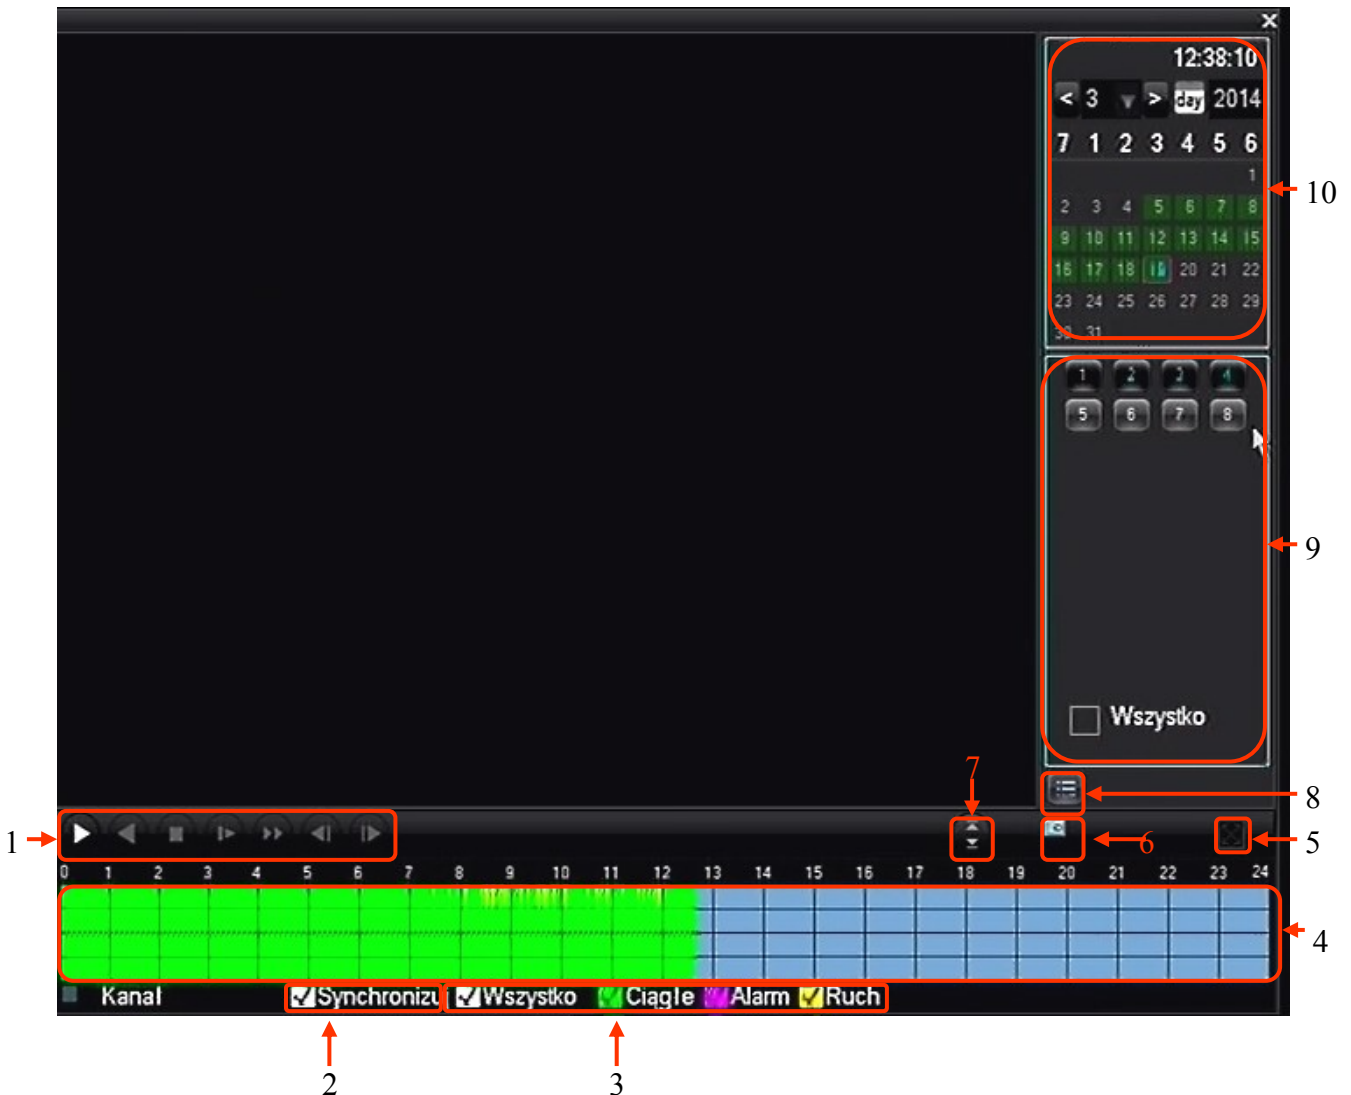 12:38:10
< 3 > day 2014
7 1 2 3 4 5 6
1
2 3 4 5 6 7 8
9 10 11 12 13 14 15
16 17 18 19 20 21 22
23 24 25 26 27 28 29
30 31
10
1 2 3 4
5 6 7 8
9
Wszystko
7
8
1
6
5
0 1 2 3 4 5 6 7 8 9 10 11 12 13 14 15 16 17 18 19 20 21 22 23 24
4
Kanał Synchronizu Wszystko Ciągłe Alarm Ruch
2 3